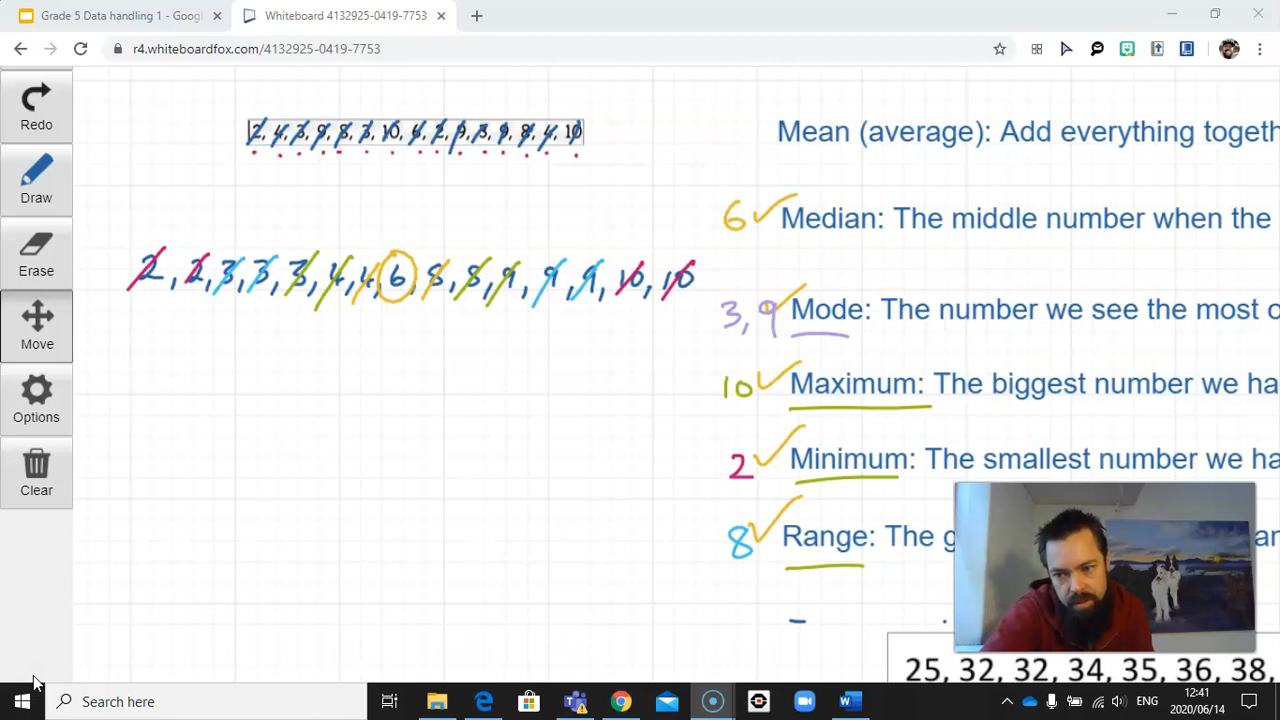 Grade 5 Data handling 1 - Goog
Whiteboard 4132925-0419-7753
r4.whiteboardfox.com/4132925-0419-7753
Redo
Draw
Erase
Move
Options
Clear
2, 4, 3, 9, 8, 3, 10, 6, 2, 9, 3, 9, 8, 4, 10
2, 2, 3, 3, 3, 4, 4, 6, 8, 8, 9, 9, 9, 10, 10
Mean (average): Add everything togeth
6 ✓ Median: The middle number when the
3, 9 ✓ Mode: The number we see the most o
10 ✓ Maximum: The biggest number we ha
2 ✓ Minimum: The smallest number we ha
8 ✓ Range: The g
25, 32, 32, 34, 35, 36, 38,
Search here
ENG
12:41
2020/06/14